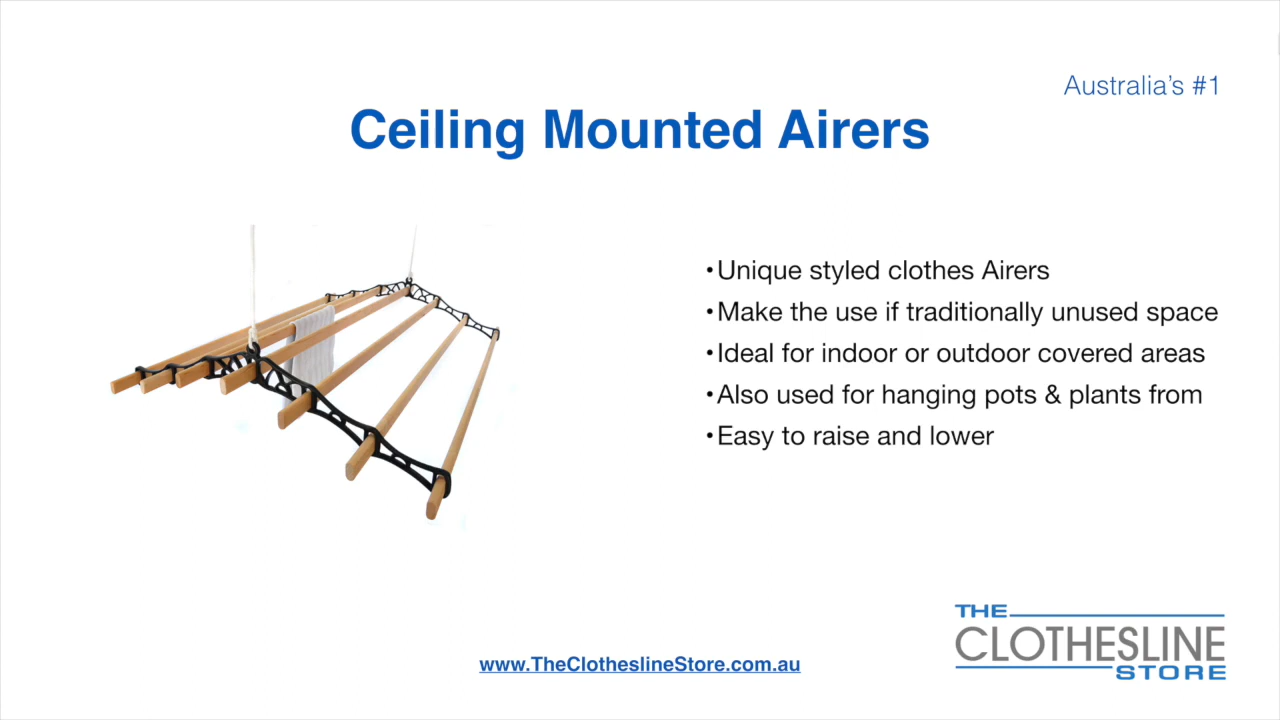 Australia's #1
Ceiling Mounted Airers
•Unique styled clothes Airers
•Make the use if traditionally unused space
•Ideal for indoor or outdoor covered areas
•Also used for hanging pots & plants from
•Easy to raise and lower
THE
CLOTHESLINE
STORE
www.TheClotheslineStore.com.au